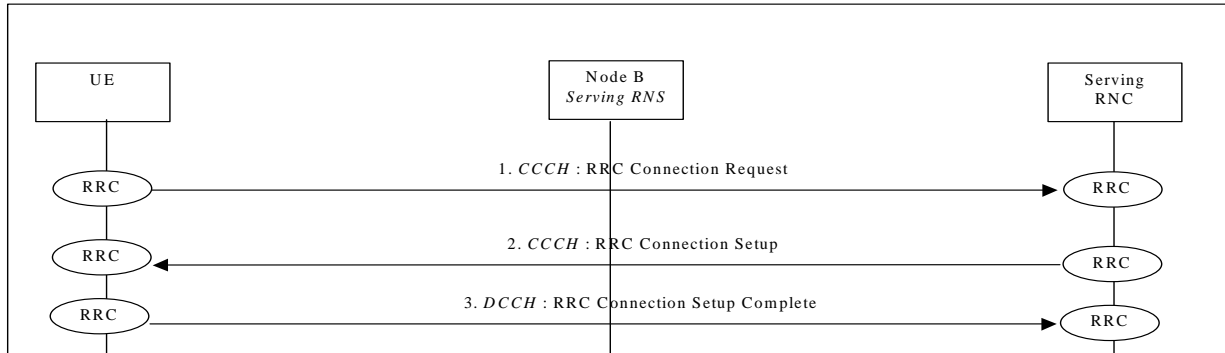 UE
Node B
Serving RNS
Serving
RNC
1. CCCH : RRC Connection Request
RRC
RRC
2. CCCH : RRC Connection Setup
RRC
RRC
3. DCCH : RRC Connection Setup Complete
RRC
RRC